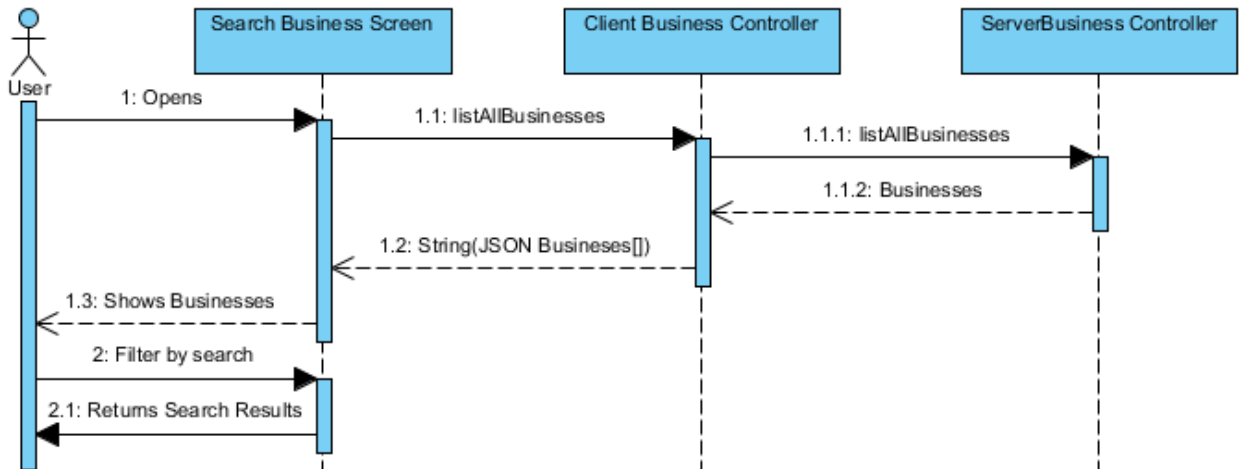 Search Business Screen
Client Business Controller
ServerBusiness Controller
User
1: Opens
1.1: listAllBusinesses
1.1.1: listAllBusinesses
1.1.2: Businesses
1.2: String(JSON Busineses[])
1.3: Shows Businesses
2: Filter by search
2.1: Returns Search Results